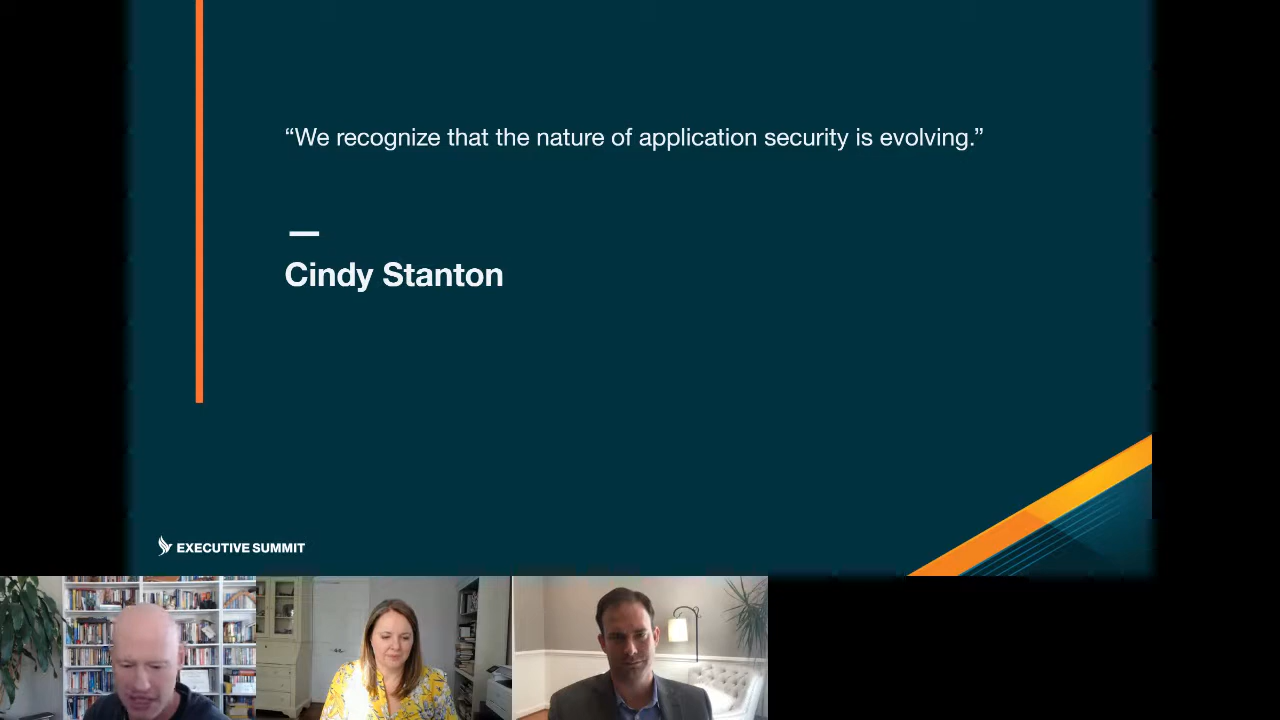 “We recognize that the nature of application security is evolving.”
—
Cindy Stanton
EXECUTIVE SUMMIT